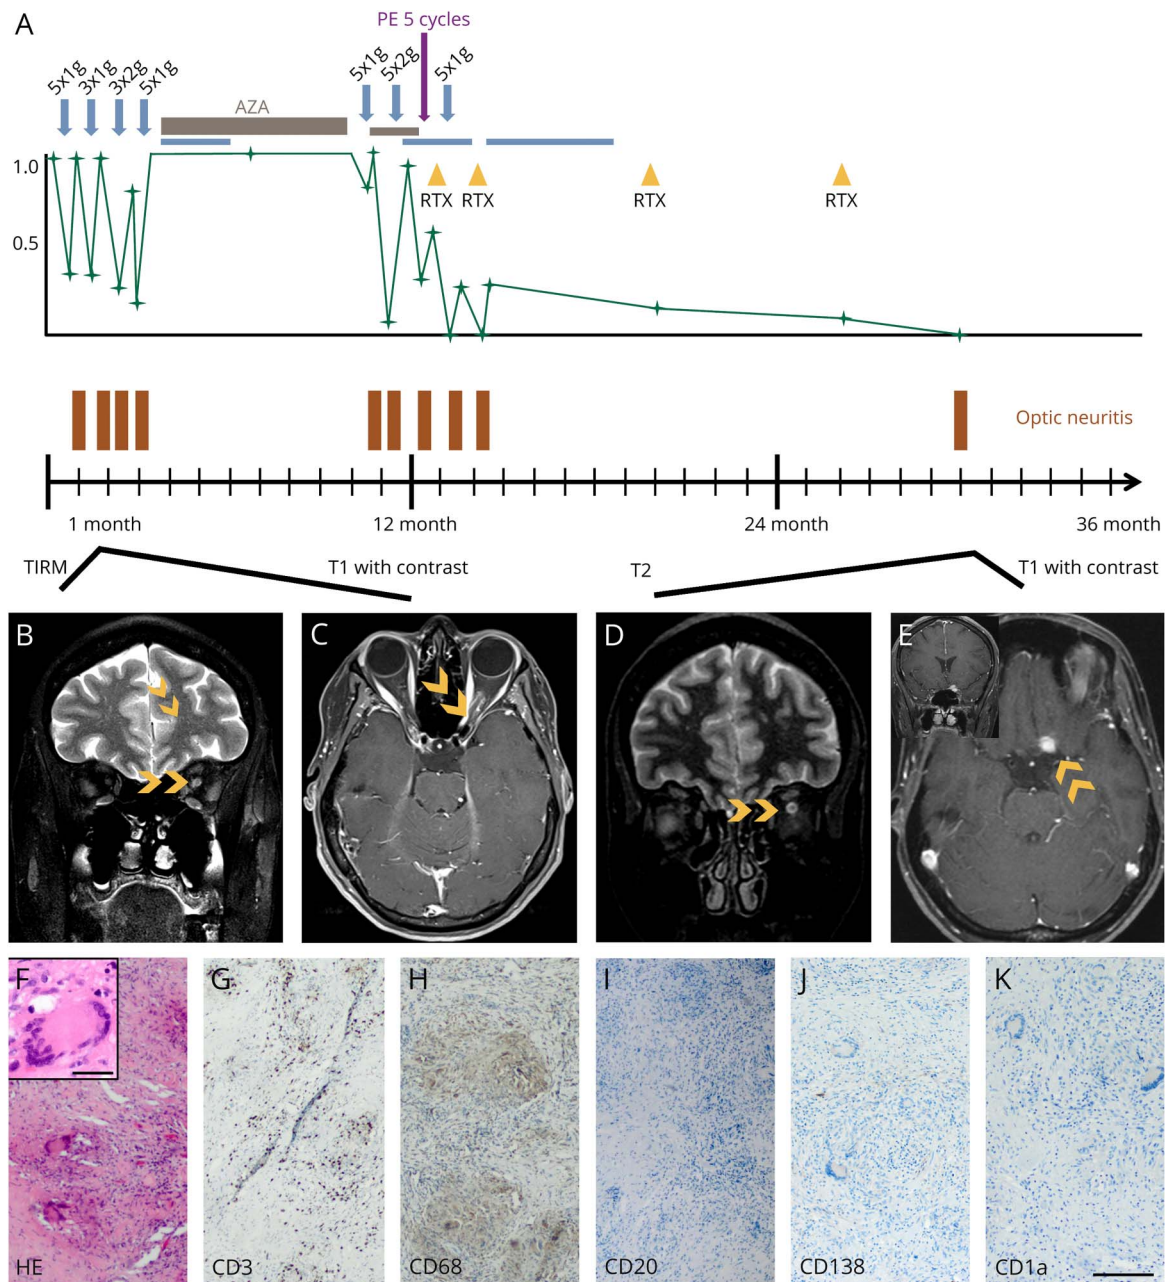 A
PE 5 cycles
5x1g 3x1g 3x2g 5x1g 5x1g 5x2g 5x1g
AZA
1.0
RTX RTX RTX RTX
0.5
Optic neuritis
1 month 12 month 24 month 36 month
TIRM T1 with contrast T2 T1 with contrast
B C D E
F G H I J K
HE CD3 CD68 CD20 CD138 CD1a